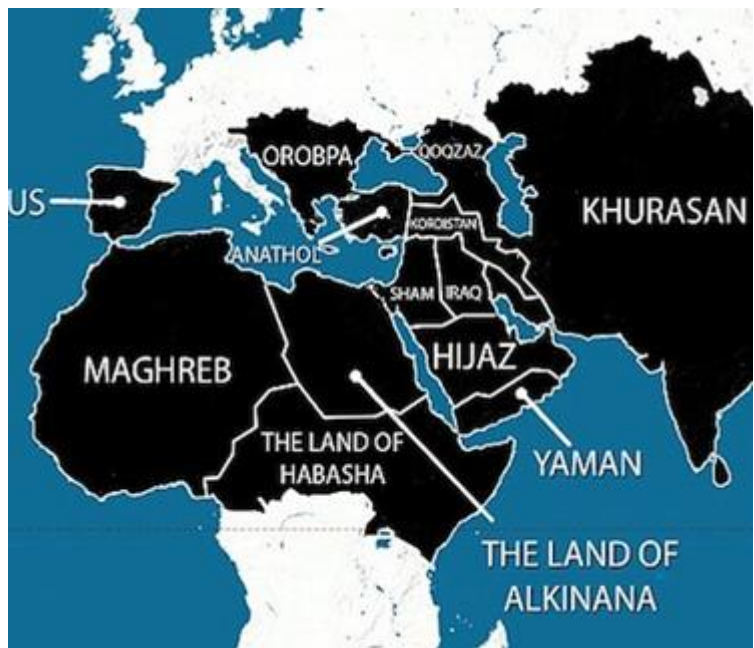 OROBPA
QOQZAZ
US
KHURASAN
ANATHOL
KORDISTAN
SHAM
IRAQ
MAGHREB
HIJAZ
THE LAND OF
HABASHA
YAMAN
THE LAND OF
ALKINANA